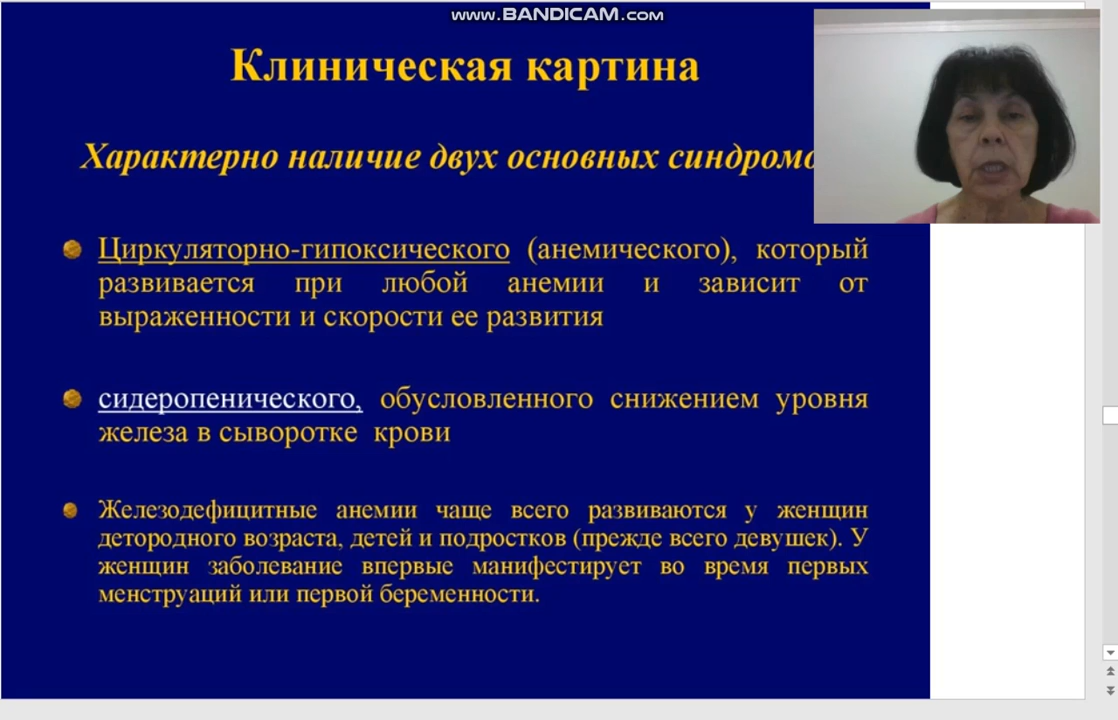 www.BANDICAM.com
Клиническая картина
Характерно наличие двух основных
Циркуляторно-гипоксического (анемического), который
развивается при любой анемии и зависит от
выраженности и скорости ее развития
сидеропенического, обусловленного снижением уровня
железа в сыворотке крови
Железодефицитные анемии чаще всего развиваются у женщин
детородного возраста, детей и подростков (прежде всего девушек). У
женщин заболевание впервые манифестирует во время первых
менструаций или первой беременности.